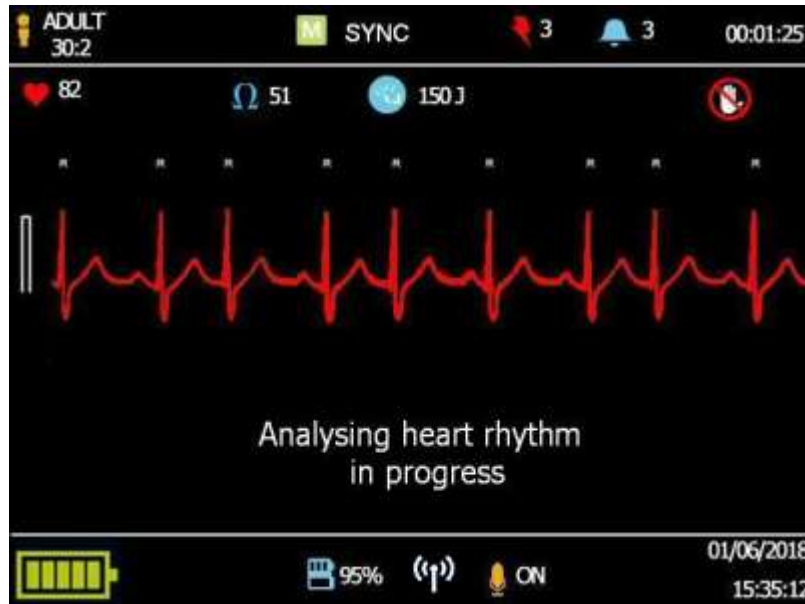 ADULT
30:2
M SYNC
3
3
00:01:25
82
Ω 51
150 J
Analysing heart rhythm
in progress
95%
ON
01/06/2018
15:35:12